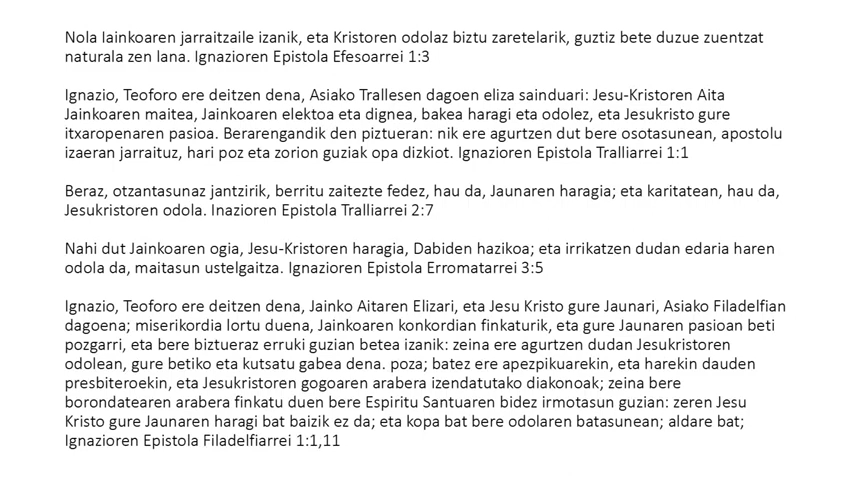 Nola Iainkoaren jarraitzaile izanik, eta Kristoren odolaz biztu zaretelarik, guztiz bete duzue zuentzat
naturala zen lana. Ignazioren Epistola Efesoarrei 1:3
Ignazio, Teoforo ere deitzen dena, Asiako Trallesen dagoen eliza sainduari: Jesu-Kristoren Aita
Jainkoaren maitea, Jainkoaren elektoa eta dignea, bakea haragi eta odolez, eta Jesukristo gure
itxaropenaren pasioa. Berarengandik den piztueran: nik ere agurtzen dut bere osotasunean, apostolu
izaeran jarraituz, hari poz eta zorion guziak opa dizkiot. Ignazioren Epistola Tralliarrei 1:1
Beraz, otzantasunaz jantzirik, berritu zaitezte fedez, hau da, Jaunaren haragia; eta karitatean, hau da,
Jesukristoren odola. Inazioren Epistola Tralliarrei 2:7
Nahi dut Jainkoaren ogia, Jesu-Kristoren haragia, Dabiden hazikoa; eta irrikatzen dudan edaria haren
odola da, maitasun ustelgaitza. Ignazioren Epistola Erromatarrei 3:5
Ignazio, Teoforo ere deitzen dena, Jainko Aitaren Elizari, eta Jesu Kristo gure Jaunari, Asiako Filadelfian
dagoena; miserikordia lortu duena, Jainkoaren konkordian finkaturik, eta gure Jaunaren pasioan beti
pozgarri, eta bere biztueraz erruki guzian betea izanik: zeina ere agurtzen dudan Jesukristoren
odolean, gure betiko eta kutsatu gabea dena. poza; batez ere apezpikuarekin, eta harekin dauden
presbiteroekin, eta Jesukristoren gogoaren arabera izendatutako diakonoak; zeina bere
borondatearen arabera finkatu duen bere Espiritu Santuaren bidez irmotasun guzian: zeren Jesu
Kristo gure Jaunaren haragi bat baizik ez da; eta kopa bat bere odolaren batasunean; aldare bat;
Ignazioren Epistola Filadelfiarrei 1:1,11